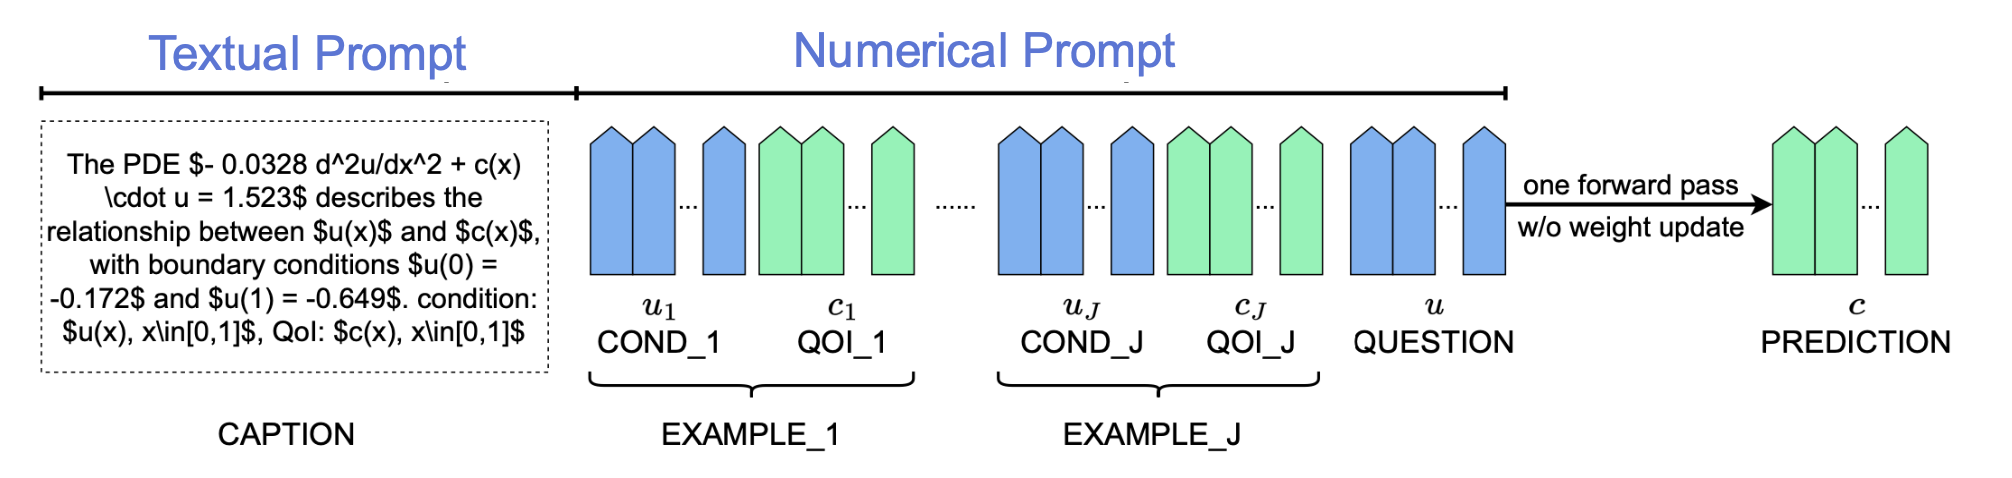 Textual Prompt
Numerical Prompt
The PDE $- 0.0328 d^2u/dx^2 + c(x)
\cdot u = 1.523$ describes the
relationship between $u(x)$ and $c(x)$,
with boundary conditions $u(0) =
-0.172$ and $u(1) = -0.649$. condition:
$u(x), x\in[0,1]$, QoI: $c(x), x\in[0,1]$
CAPTION
... ... ...... ... ... ... ...
u₁ c₁ u_J c_J u c
COND_1 QOI_1 COND_J QOI_J QUESTION PREDICTION
EXAMPLE_1 EXAMPLE_J
one forward pass
w/o weight update